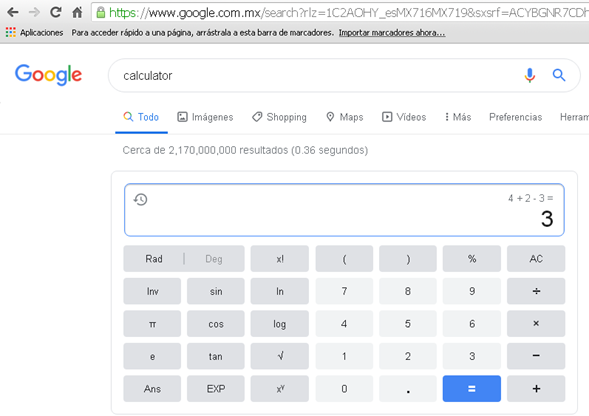 https://www.google.com.mx/search?rlz=1C2AOHY_esMX716MX719&sxsrf=ACYBGNR7CDh
Aplicaciones Para acceder rápido a una página, arrástrala a esta barra de marcadores. Importar marcadores ahora...
Google calculator
Todo Imágenes Shopping Maps Vídeos Más Preferencias Herram
Cerca de 2,170,000,000 resultados (0.36 segundos)
4 + 2 - 3 =
3
Rad Deg x! ( ) % AC
Inv sin ln 7 8 9 ÷
π cos log 4 5 6 ×
e tan √ 1 2 3 −
Ans EXP xʸ 0 . = +